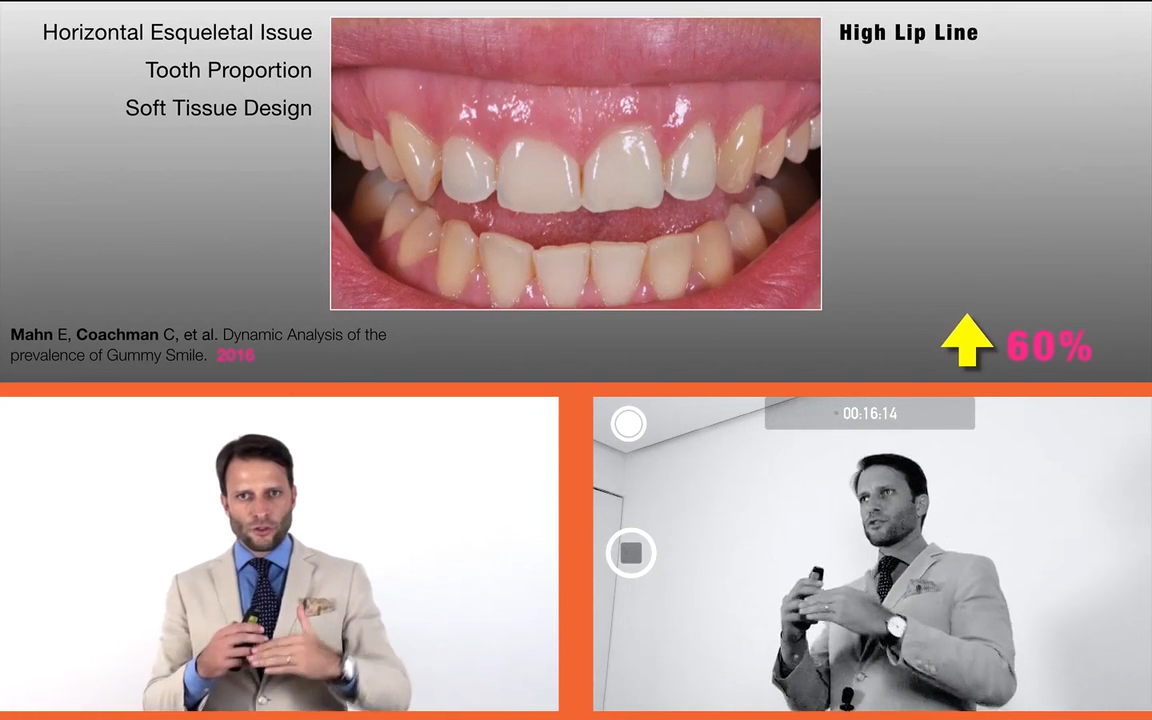 Horizontal Esqueletal Issue
Tooth Proportion
Soft Tissue Design
High Lip Line
Mahn E, Coachman C, et al. Dynamic Analysis of the
prevalence of Gummy Smile. 2016
60%
00:16:14